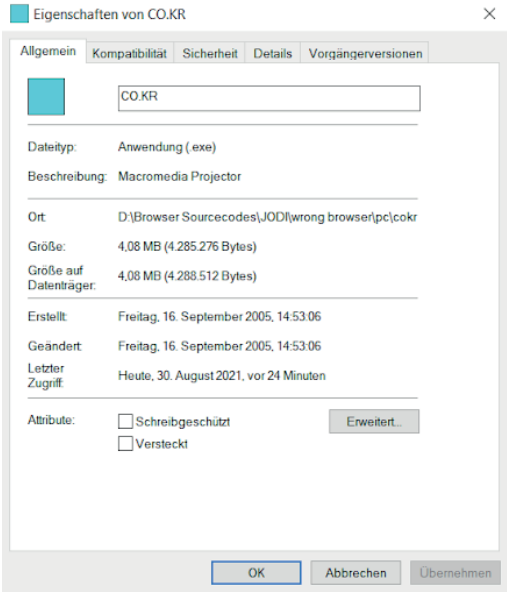 Eigenschaften von CO.KR
Allgemein Kompatibilität Sicherheit Details Vorgängerversionen
CO.KR
Dateityp: Anwendung (.exe)
Beschreibung: Macromedia Projector
Ort: D:\Browser Sourcecodes\JODI\wrong browser\pc\cokr
Größe: 4,08 MB (4.285.276 Bytes)
Größe auf
Datenträger: 4,08 MB (4.288.512 Bytes)
Erstellt: Freitag, 16. September 2005, 14:53:06
Geändert: Freitag, 16. September 2005, 14:53:06
Letzter
Zugriff: Heute, 30. August 2021, vor 24 Minuten
Attribute: Schreibgeschützt Erweitert...
Versteckt
OK Abbrechen Übernehmen